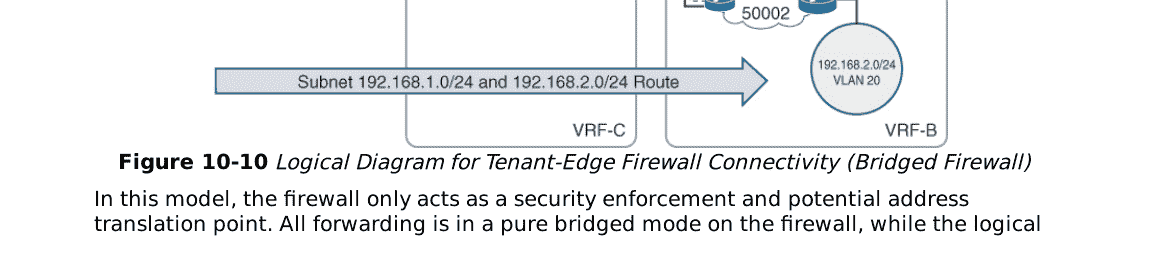 50002
192.168.2.0/24
VLAN 20
Subnet 192.168.1.0/24 and 192.168.2.0/24 Route
VRF-C
VRF-B
Figure 10-10 Logical Diagram for Tenant-Edge Firewall Connectivity (Bridged Firewall)
In this model, the firewall only acts as a security enforcement and potential address
translation point. All forwarding is in a pure bridged mode on the firewall, while the logical